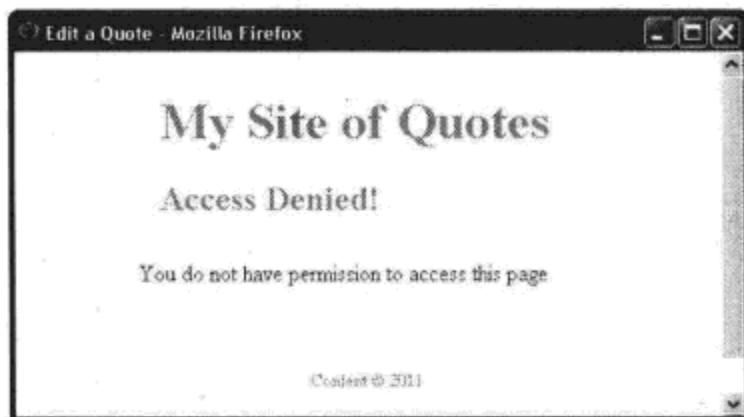 Edit a Quote - Mozilla Firefox
My Site of Quotes
Access Denied!
You do not have permission to access this page
Content © 2011